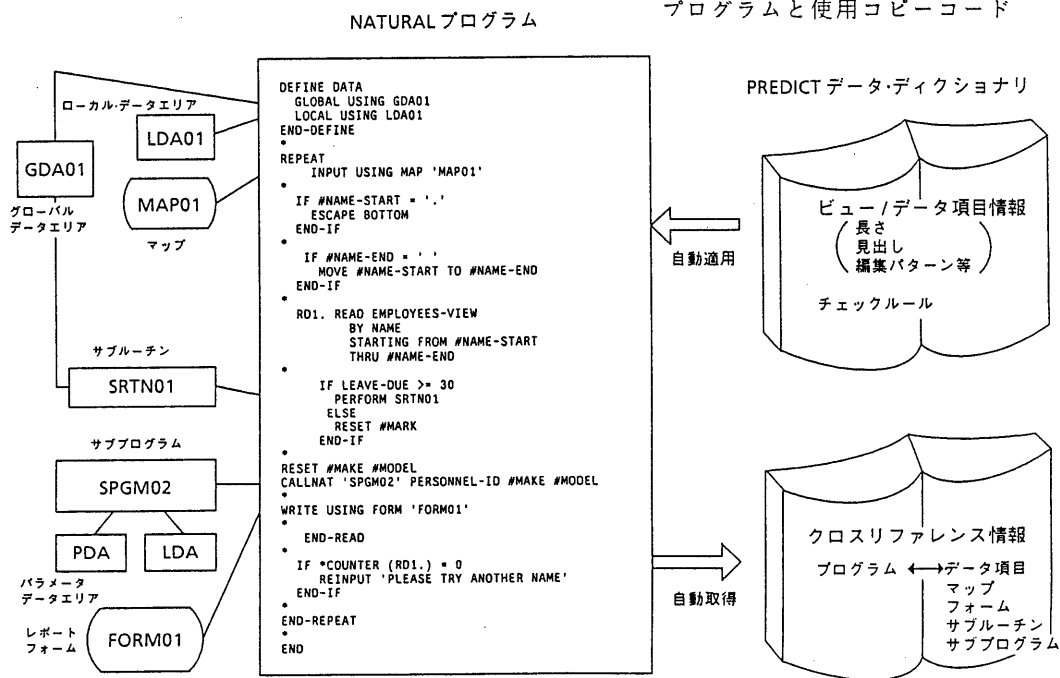 プログラムと使用コピーコード
NATURALプログラム
ローカル・データエリア
LDA01
GDA01
グローバル
データエリア
MAP01
マップ
サブルーチン
SRTN01
サブプログラム
SPGM02
PDA
LDA
パラメータ
データエリア
レポート
フォーム
FORM01
DEFINE DATA
GLOBAL USING GDA01
LOCAL USING LDA01
END-DEFINE
*
REPEAT
INPUT USING MAP 'MAP01'
*
IF #NAME-START = '.'
ESCAPE BOTTOM
END-IF
*
IF #NAME-END = ' '
MOVE #NAME-START TO #NAME-END
END-IF
*
RD1. READ EMPLOYEES-VIEW
BY NAME
STARTING FROM #NAME-START
THRU #NAME-END
*
IF LEAVE-DUE >= 30
PERFORM SRTN01
ELSE
RESET #MARK
END-IF
*
RESET #MAKE #MODEL
CALLNAT 'SPGM02' PERSONNEL-ID #MAKE #MODEL
*
WRITE USING FORM 'FORM01'
*
END-READ
*
IF *COUNTER (RD1.) = 0
REINPUT 'PLEASE TRY ANOTHER NAME'
END-IF
*
END-REPEAT
*
END
自動適用
自動取得
PREDICTデータ・ディクショナリ
ビュー/データ項目情報
長さ
見出し
編集パターン等
チェックルール
クロスリファレンス情報
プログラム ⟷データ項目
マップ
フォーム
サブルーチン
サブプログラム